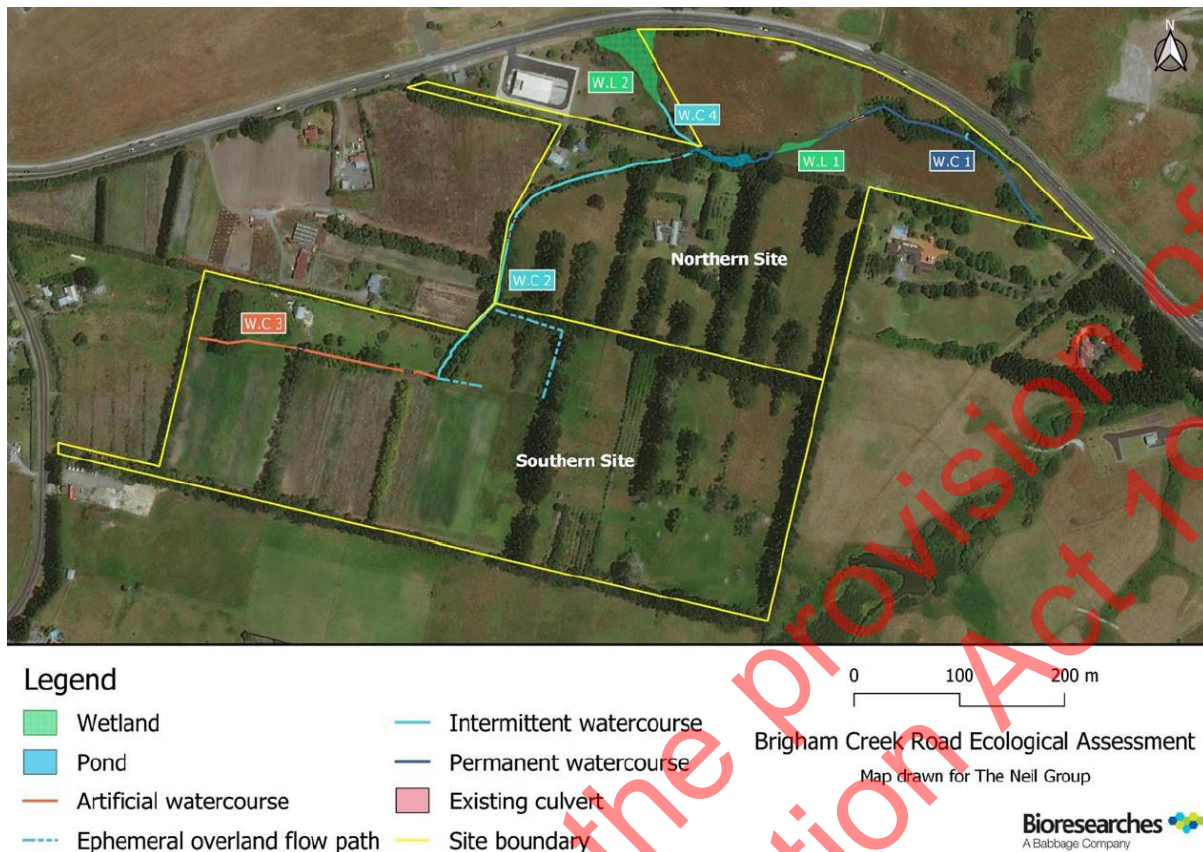 N
W.L 2
W.C 4
W.L 1
W.C 1
Northern Site
W.C 2
W.C 3
Southern Site
Legend
Wetland
Pond
Artificial watercourse
Ephemeral overland flow path
Intermittent watercourse
Permanent watercourse
Existing culvert
Site boundary
0 100 200 m
Brigham Creek Road Ecological Assessment
Map drawn for The Neil Group
Bioresearches
A Babbage Company
the provision of
tion Act 19